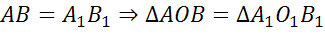 AB = A₁B₁ ⇒ ΔAOB = ΔA₁O₁B₁